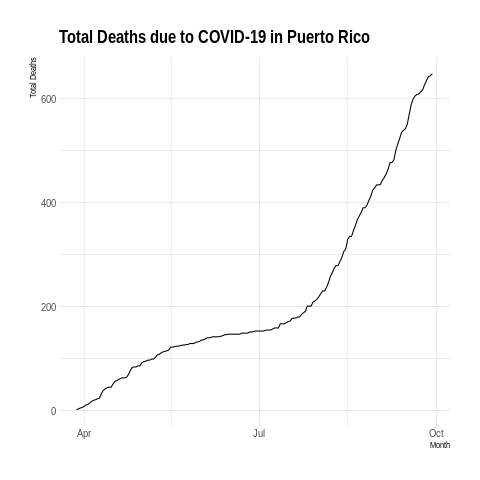 Total Deaths due to COVID-19 in Puerto Rico
Total Deaths
600
400
200
0
Apr
Jul
Oct
Month